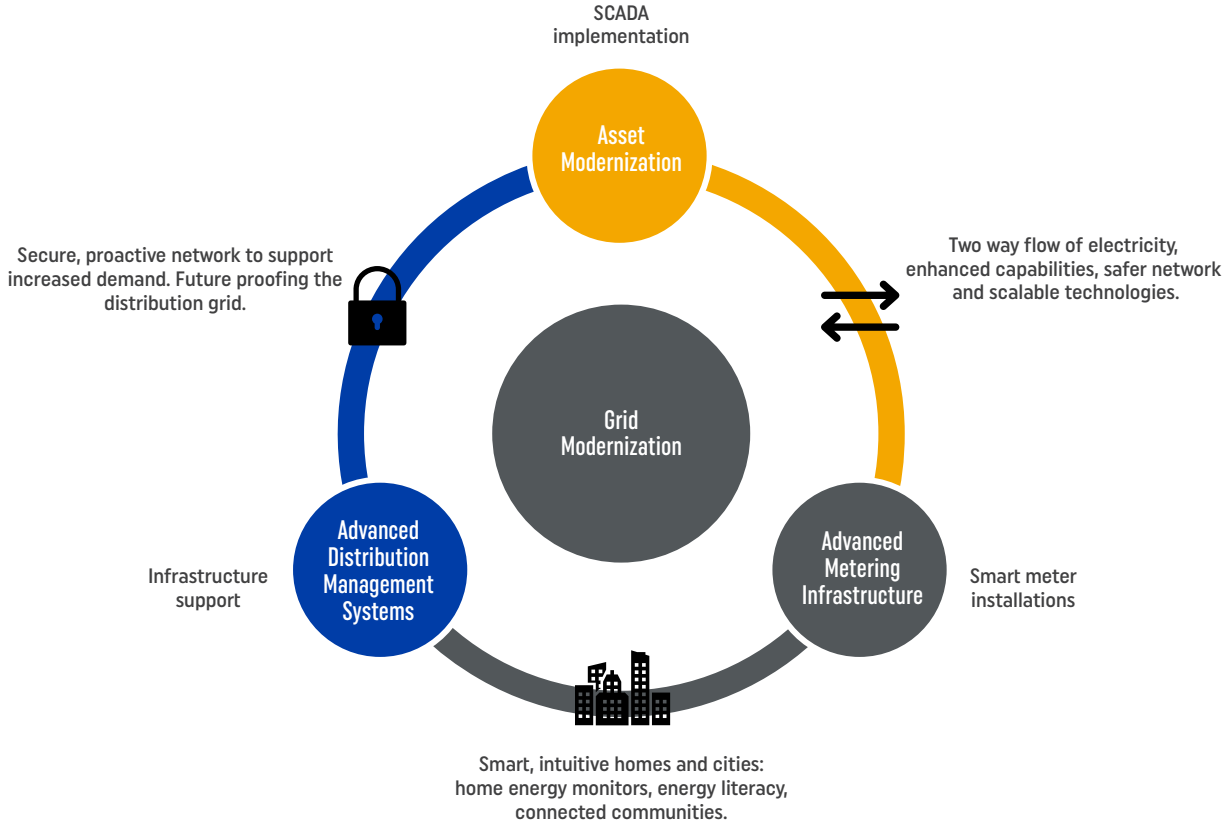 SCADA
implementation
Asset
Modernization
Secure, proactive network to support
increased demand. Future proofing the
distribution grid.
Two way flow of electricity,
enhanced capabilities, safer network
and scalable technologies.
Grid
Modernization
Infrastructure
support
Advanced
Distribution
Management
Systems
Advanced
Metering
Infrastructure
Smart meter
installations
Smart, intuitive homes and cities:
home energy monitors, energy literacy,
connected communities.